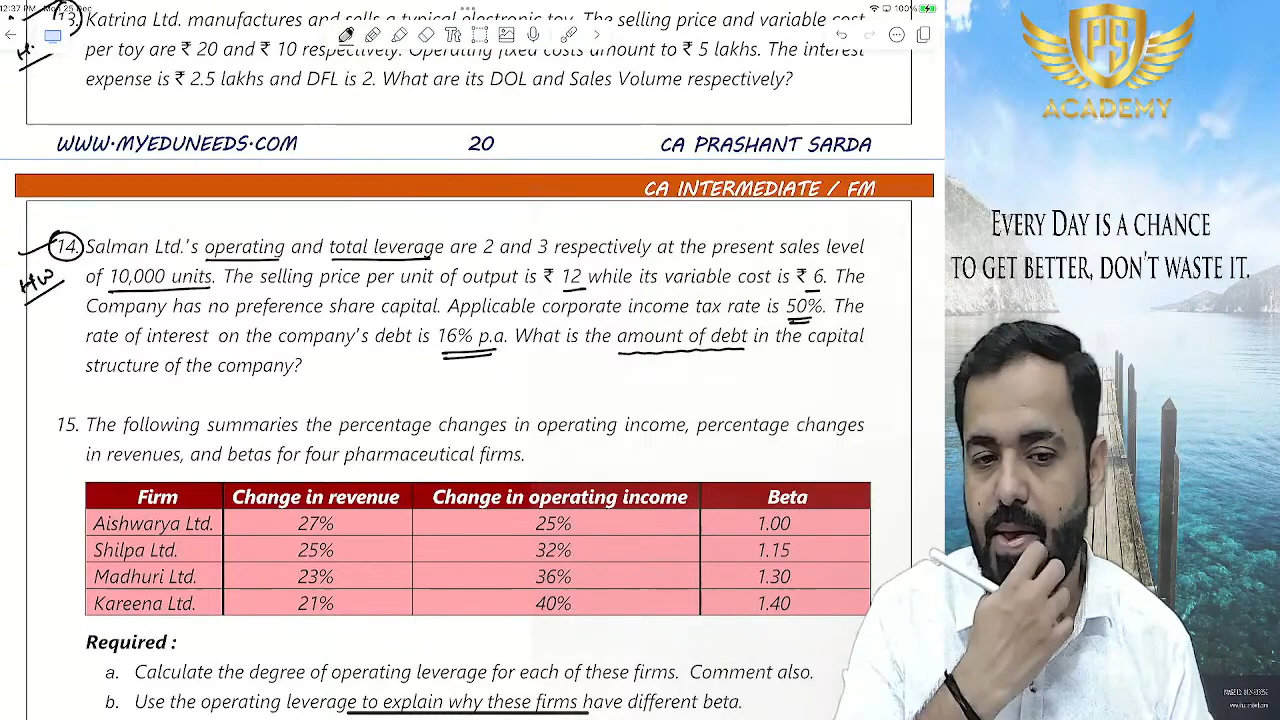 12:37 PM Mon 25 Dec
100%
13) Katrina Ltd. manufactures and sells a typical electronic toy. The selling price and variable cost
per toy are ₹ 20 and ₹ 10 respectively. Operating fixed costs amount to ₹ 5 lakhs. The interest
expense is ₹ 2.5 lakhs and DFL is 2. What are its DOL and Sales Volume respectively?
WWW.MYEDUNEEDS.COM 20 CA PRASHANT SARDA
CA INTERMEDIATE / FM
14. Salman Ltd.'s operating and total leverage are 2 and 3 respectively at the present sales level
HW
of 10,000 units. The selling price per unit of output is ₹ 12 while its variable cost is ₹ 6. The
Company has no preference share capital. Applicable corporate income tax rate is 50%. The
rate of interest on the company's debt is 16% p.a. What is the amount of debt in the capital
structure of the company?
15. The following summaries the percentage changes in operating income, percentage changes
in revenues, and betas for four pharmaceutical firms.
Firm Change in revenue Change in operating income Beta
Aishwarya Ltd. 27% 25% 1.00
Shilpa Ltd. 25% 32% 1.15
Madhuri Ltd. 23% 36% 1.30
Kareena Ltd. 21% 40% 1.40
Required :
a. Calculate the degree of operating leverage for each of these firms. Comment also.
b. Use the operating leverage to explain why these firms have different beta.
PS
ACADEMY
EVERY DAY IS A CHANCE
TO GET BETTER, DON'T WASTE IT.